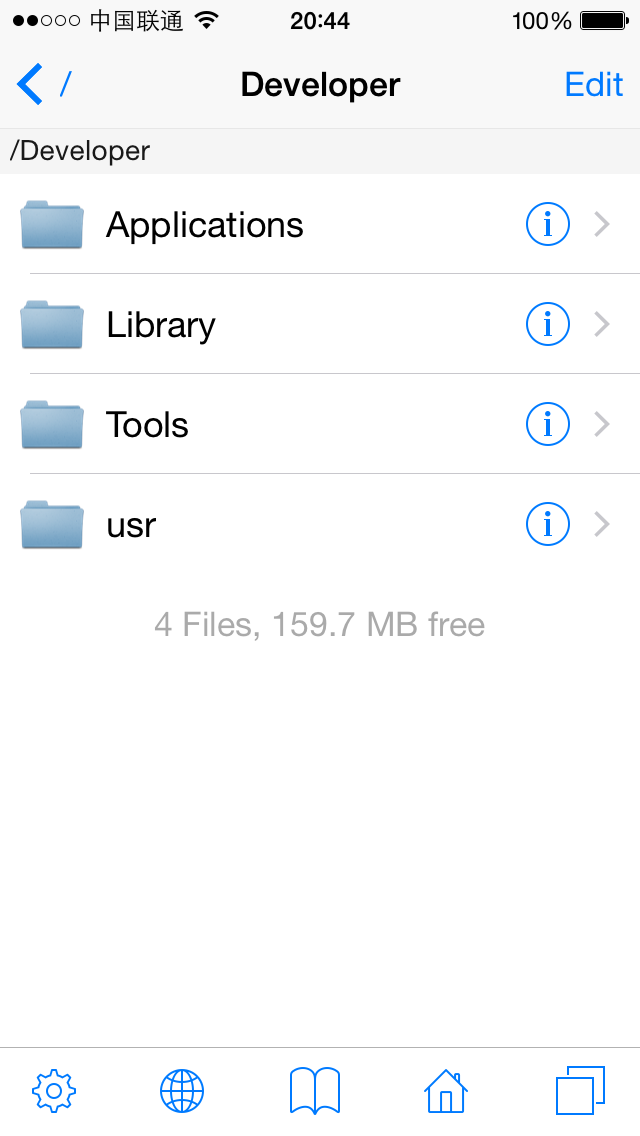 中国联通 20:44 100%
/ Developer Edit
/Developer
Applications
Library
Tools
usr
4 Files, 159.7 MB free